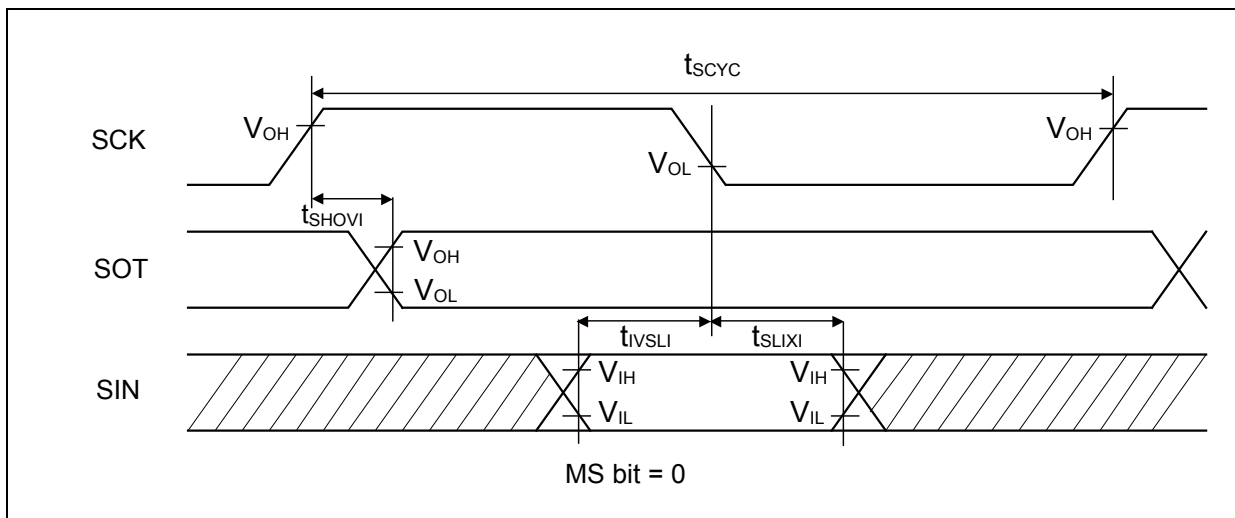 tSCYC
SCK
VOH
VOL
VOH
tSHOVI
SOT
VOH
VOL
tIVSLI
tSLIXI
SIN
VIH
VIL
VIH
VIL
MS bit = 0